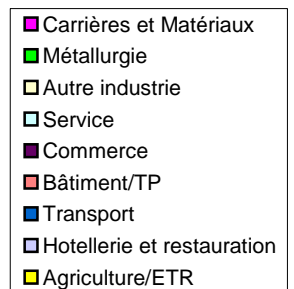 Carrières et Matériaux
Métallurgie
Autre industrie
Service
Commerce
Bâtiment/TP
Transport
Hotellerie et restauration
Agriculture/ETR